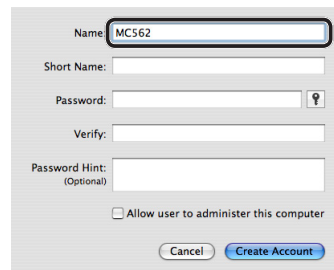 Name: MC562
Short Name:
Password:
Verify:
Password Hint:
(Optional)
Allow user to administer this computer
Cancel Create Account